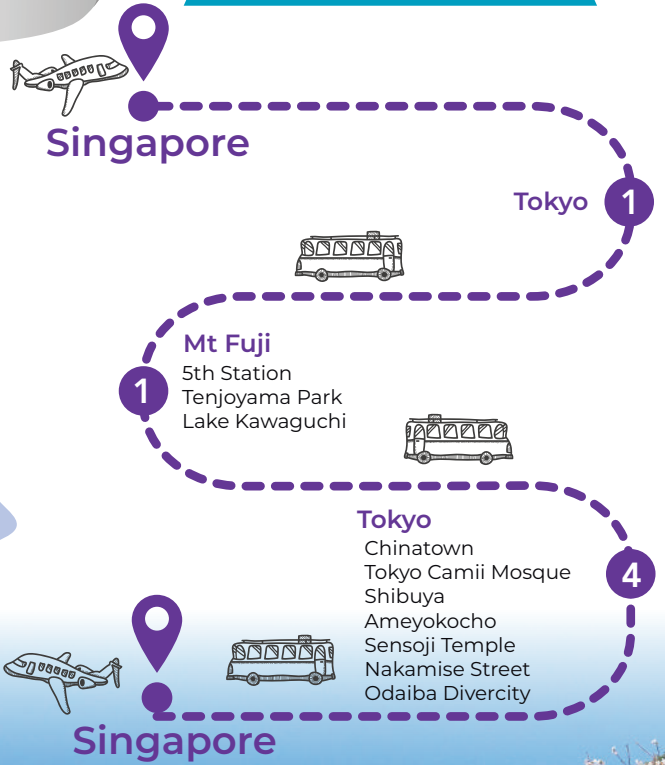 Singapore
Tokyo 1
Mt Fuji
1
5th Station
Tenjoyama Park
Lake Kawaguchi
Tokyo
Chinatown
Tokyo Camii Mosque
4
Shibuya
Ameyokocho
Sensoji Temple
Nakamise Street
Odaiba Divercity
Singapore